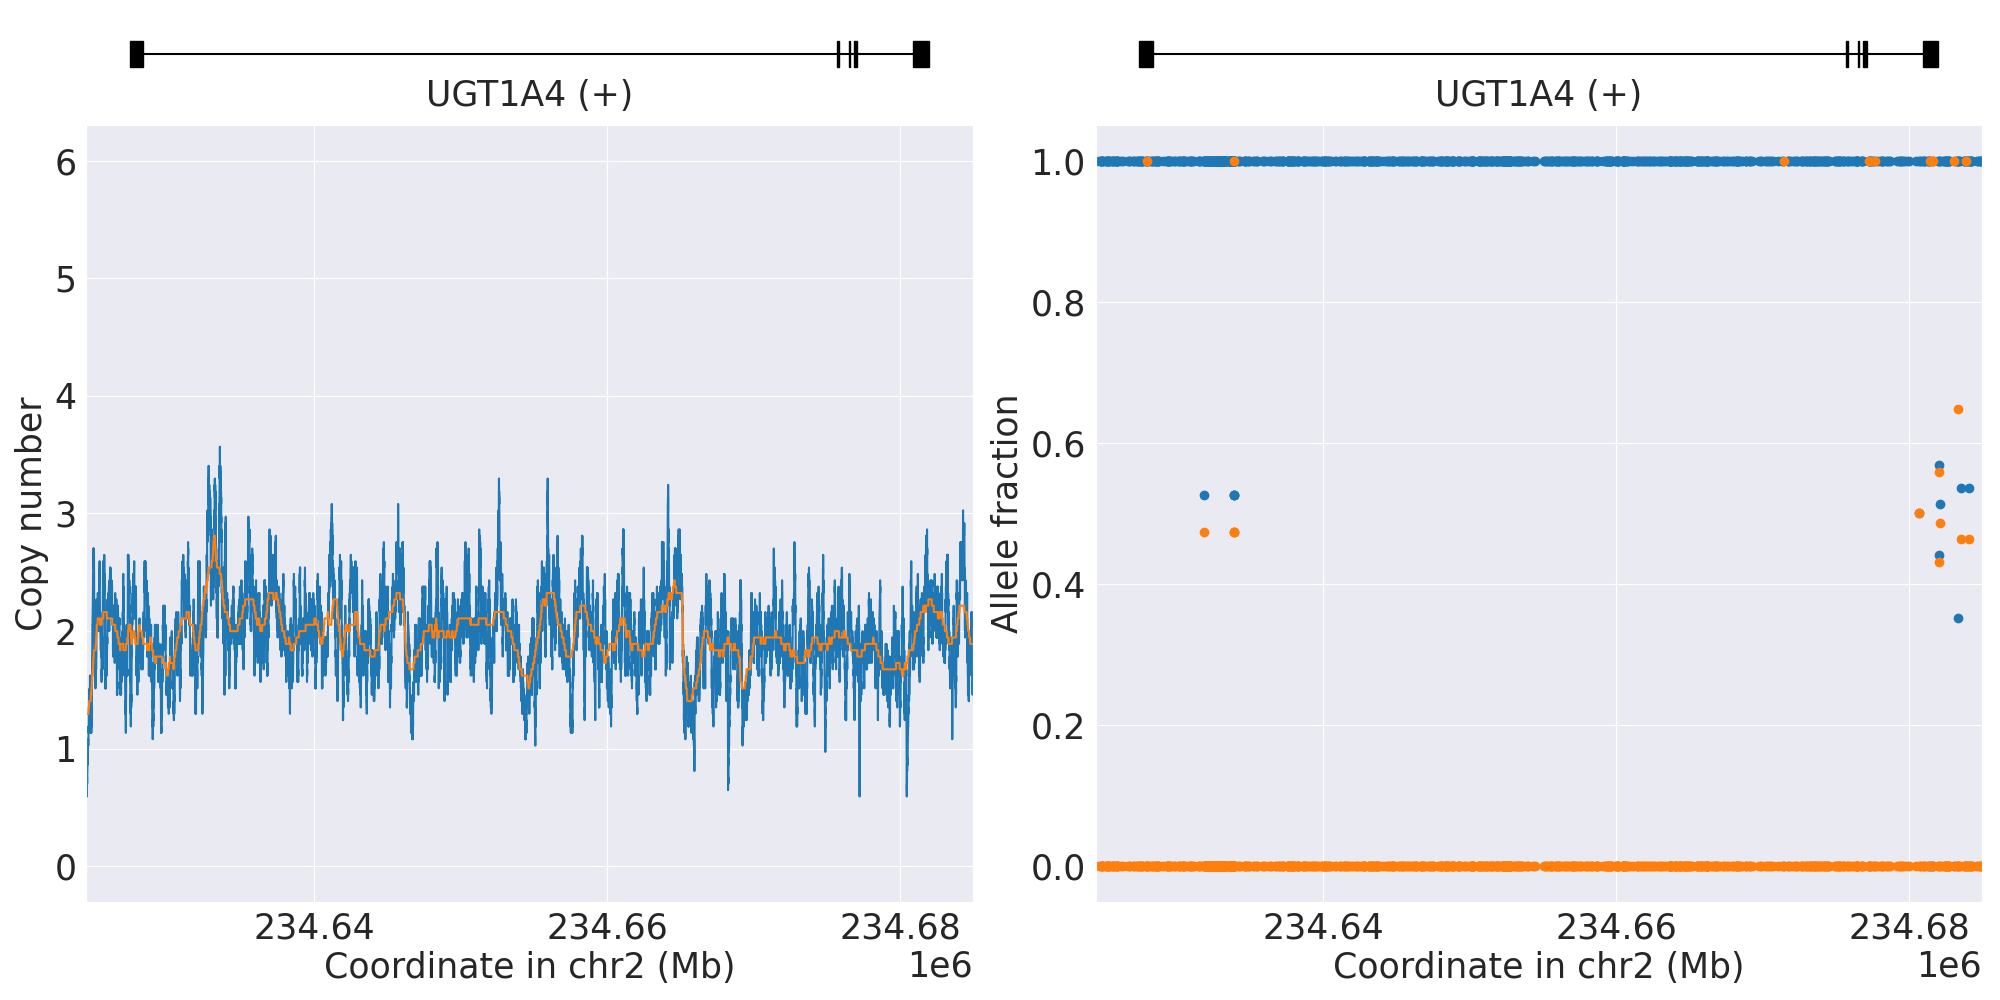 UGT1A4 (+)
Copy number
6
5
4
3
2
1
0
234.64
234.66
234.68
Coordinate in chr2 (Mb)
1e6
UGT1A4 (+)
Allele fraction
1.0
0.8
0.6
0.4
0.2
0.0
234.64
234.66
234.68
Coordinate in chr2 (Mb)
1e6